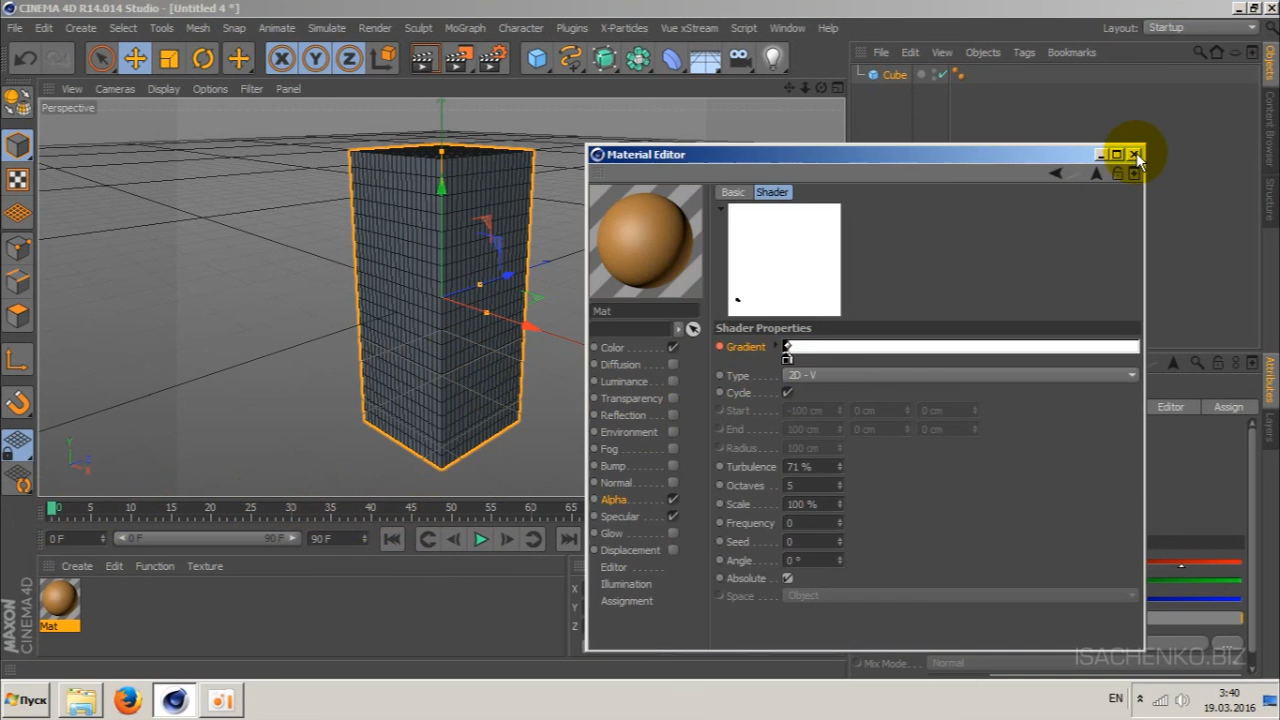 CINEMA 4D R14.014 Studio - [Untitled 4 *]
File Edit Create Select Tools Mesh Snap Animate Simulate Render Sculpt MoGraph Character Plugins X-Particles Vue xStream Script Window Help Layout: Startup
X Y Z
File Edit View Objects Tags Bookmarks
Cube
View Cameras Display Options Filter Panel
Perspective
Material Editor
Basic Shader
Mat
Shader Properties
Color
Gradient
Diffusion
Type 2D - V
Luminance
Cycle
Transparency
Start -100 cm 0 cm 0 cm
Reflection
End 100 cm 0 cm 0 cm
Environment
Radius 100 cm
Fog
Bump
Turbulence 71 %
Normal
Octaves 5
Alpha
Scale 100 %
Specular
Frequency 0
Glow
Seed 0
Displacement
Angle 0 °
Editor
Absolute
Illumination
Space Object
Assignment
Editor Assign
Objects
Content Browser
Structure
Attributes
Layers
Y
Z
X
0 5 10 15 20 25 30 35 40 45 50 55 60 65
0 F 0 F 90 F 90 F
Create Edit Function Texture
X
Y
Z
Mat
MAXON
CINEMA 4D
Mix Mode Normal
ISACHENKO.BIZ
Пуск
EN
3:40
19.03.2016